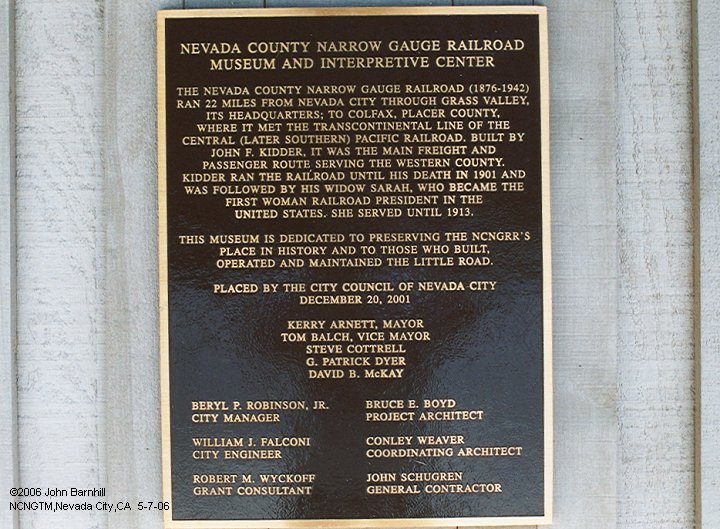 NEVADA COUNTY NARROW GAUGE RAILROAD
MUSEUM AND INTERPRETIVE CENTER
THE NEVADA COUNTY NARROW GAUGE RAILROAD (1876-1942)
RAN 22 MILES FROM NEVADA CITY THROUGH GRASS VALLEY,
ITS HEADQUARTERS; TO COLFAX, PLACER COUNTY,
WHERE IT MET THE TRANSCONTINENTAL LINE OF THE
CENTRAL (LATER SOUTHERN) PACIFIC RAILROAD. BUILT BY
JOHN F. KIDDER, IT WAS THE MAIN FREIGHT AND
PASSENGER ROUTE SERVING THE WESTERN COUNTY.
KIDDER RAN THE RAILROAD UNTIL HIS DEATH IN 1901 AND
WAS FOLLOWED BY HIS WIDOW SARAH, WHO BECAME THE
FIRST WOMAN RAILROAD PRESIDENT IN THE
UNITED STATES. SHE SERVED UNTIL 1913.
THIS MUSEUM IS DEDICATED TO PRESERVING THE NCNGRR'S
PLACE IN HISTORY AND TO THOSE WHO BUILT,
OPERATED AND MAINTAINED THE LITTLE ROAD.
PLACED BY THE CITY COUNCIL OF NEVADA CITY
DECEMBER 20, 2001
KERRY ARNETT, MAYOR
TOM BALCH, VICE MAYOR
STEVE COTTRELL
G. PATRICK DYER
DAVID B. McKAY
BERYL P. ROBINSON, JR.
CITY MANAGER
BRUCE E. BOYD
PROJECT ARCHITECT
WILLIAM J. FALCONI
CITY ENGINEER
CONLEY WEAVER
COORDINATING ARCHITECT
ROBERT M. WYCKOFF
GRANT CONSULTANT
JOHN SCHUGREN
GENERAL CONTRACTOR
©2006 John Barnhill
NCNGTM,Nevada City,CA 5-7-06